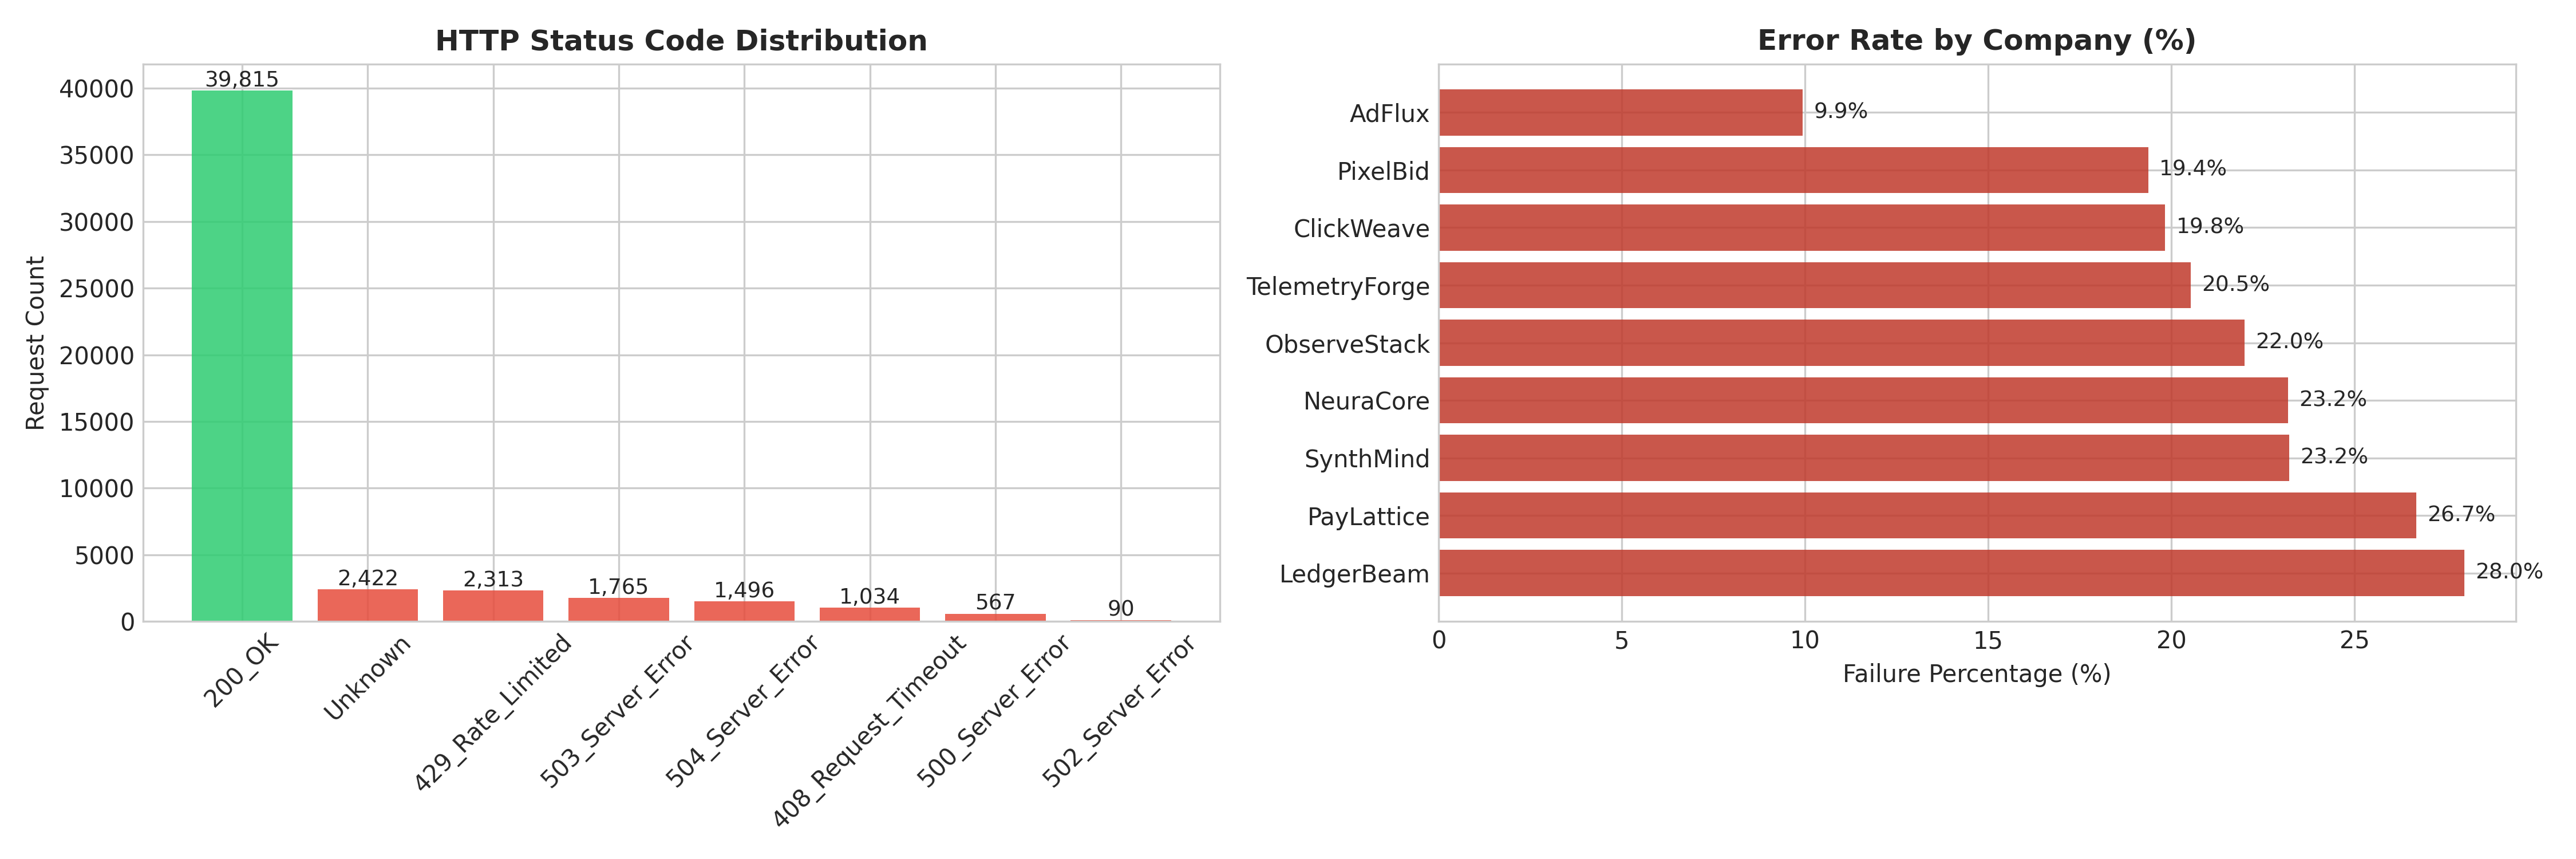 HTTP Status Code Distribution
Request Count
40000
35000
30000
25000
20000
15000
10000
5000
0
39,815
2,422
2,313
1,765
1,496
1,034
567
90
200_OK
Unknown
429_Rate_Limited
503_Server_Error
504_Server_Error
408_Request_Timeout
500_Server_Error
502_Server_Error
Error Rate by Company (%)
AdFlux 9.9%
PixelBid 19.4%
ClickWeave 19.8%
TelemetryForge 20.5%
ObserveStack 22.0%
NeuraCore 23.2%
SynthMind 23.2%
PayLattice 26.7%
LedgerBeam 28.0%
0 5 10 15 20 25
Failure Percentage (%)